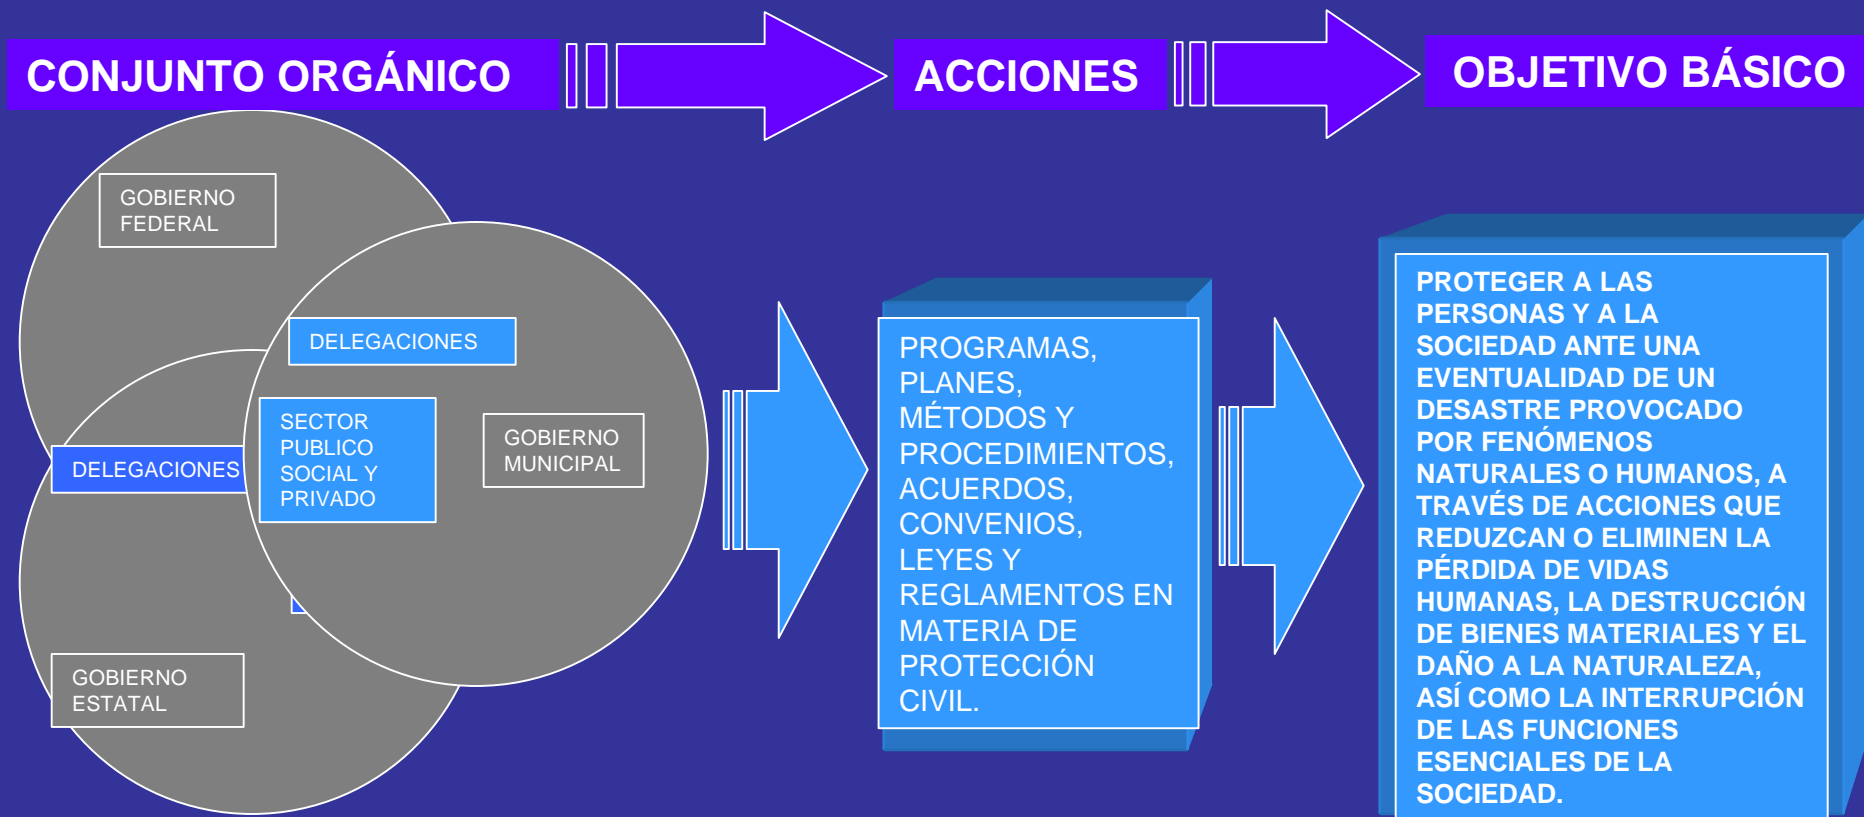 CONJUNTO ORGÁNICO
ACCIONES
OBJETIVO BÁSICO
GOBIERNO
FEDERAL
DELEGACIONES
SECTOR
PUBLICO
SOCIAL Y
PRIVADO
GOBIERNO
MUNICIPAL
DELEGACIONES
GOBIERNO
ESTATAL
PROGRAMAS,
PLANES,
MÉTODOS Y
PROCEDIMIENTOS,
ACUERDOS,
CONVENIOS,
LEYES Y
REGLAMENTOS EN
MATERIA DE
PROTECCIÓN
CIVIL.
PROTEGER A LAS
PERSONAS Y A LA
SOCIEDAD ANTE UNA
EVENTUALIDAD DE UN
DESASTRE PROVOCADO
POR FENÓMENOS
NATURALES O HUMANOS, A
TRAVÉS DE ACCIONES QUE
REDUZCAN O ELIMINEN LA
PÉRDIDA DE VIDAS
HUMANAS, LA DESTRUCCIÓN
DE BIENES MATERIALES Y EL
DAÑO A LA NATURALEZA,
ASÍ COMO LA INTERRUPCIÓN
DE LAS FUNCIONES
ESENCIALES DE LA
SOCIEDAD.